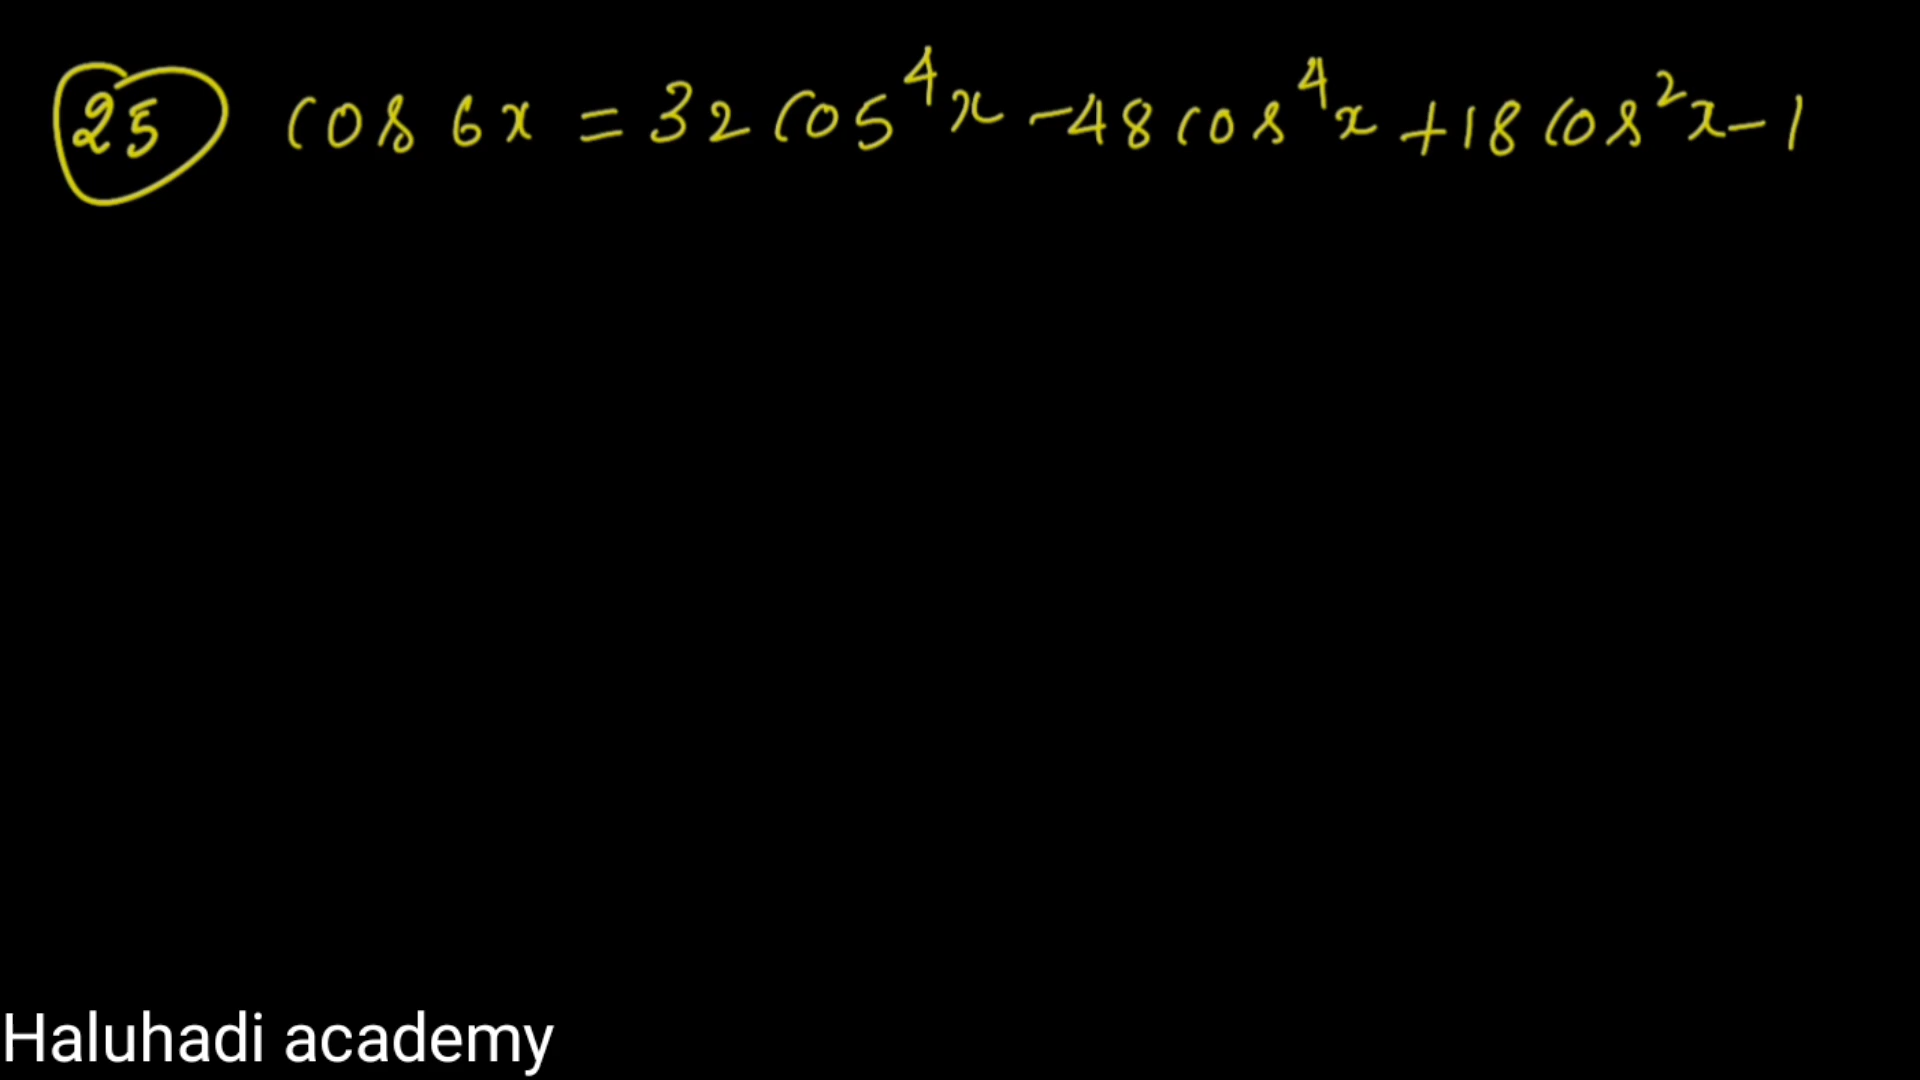 25 cos 6x = 32 cos⁴x - 48 cos⁴x + 18 cos²x - 1
Haluhadi academy